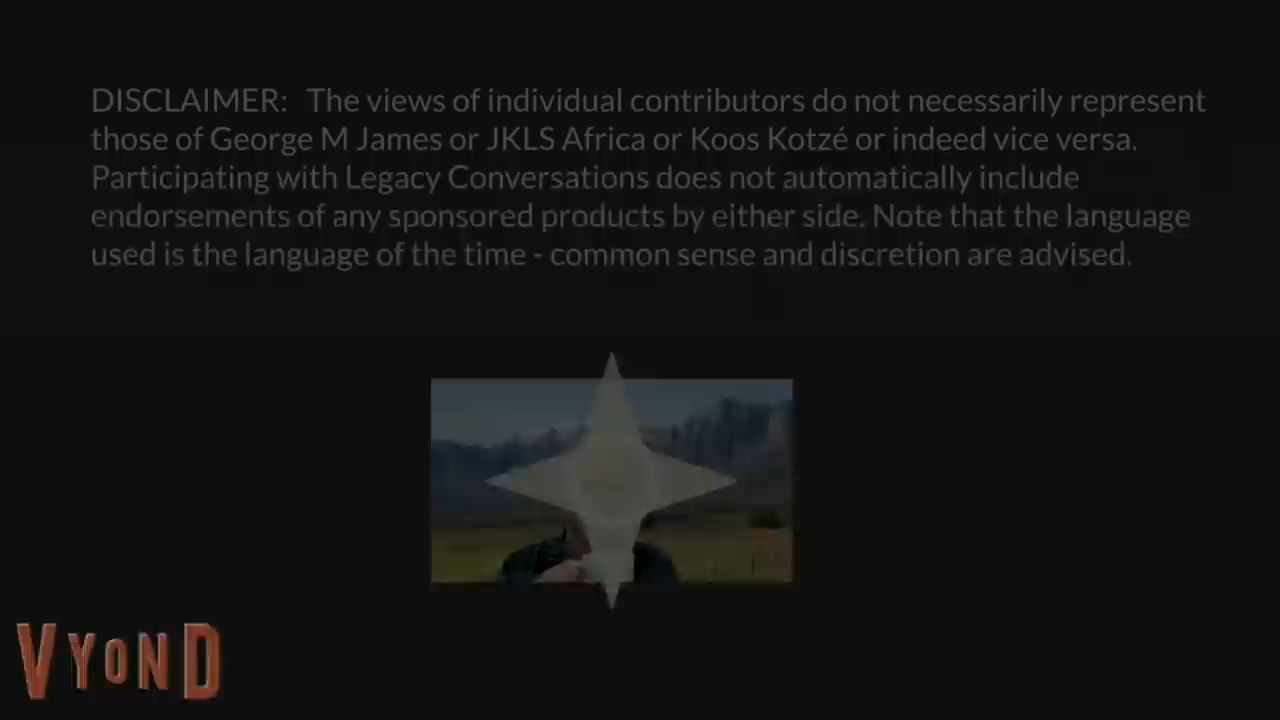 DISCLAIMER: The views of individual contributors do not necessarily represent
those of George M James or JKLS Africa or Koos Kotzé or indeed vice versa.
Participating with Legacy Conversations does not automatically include
endorsements of any sponsored products by either side. Note that the language
used is the language of the time - common sense and discretion are advised.
VYOND